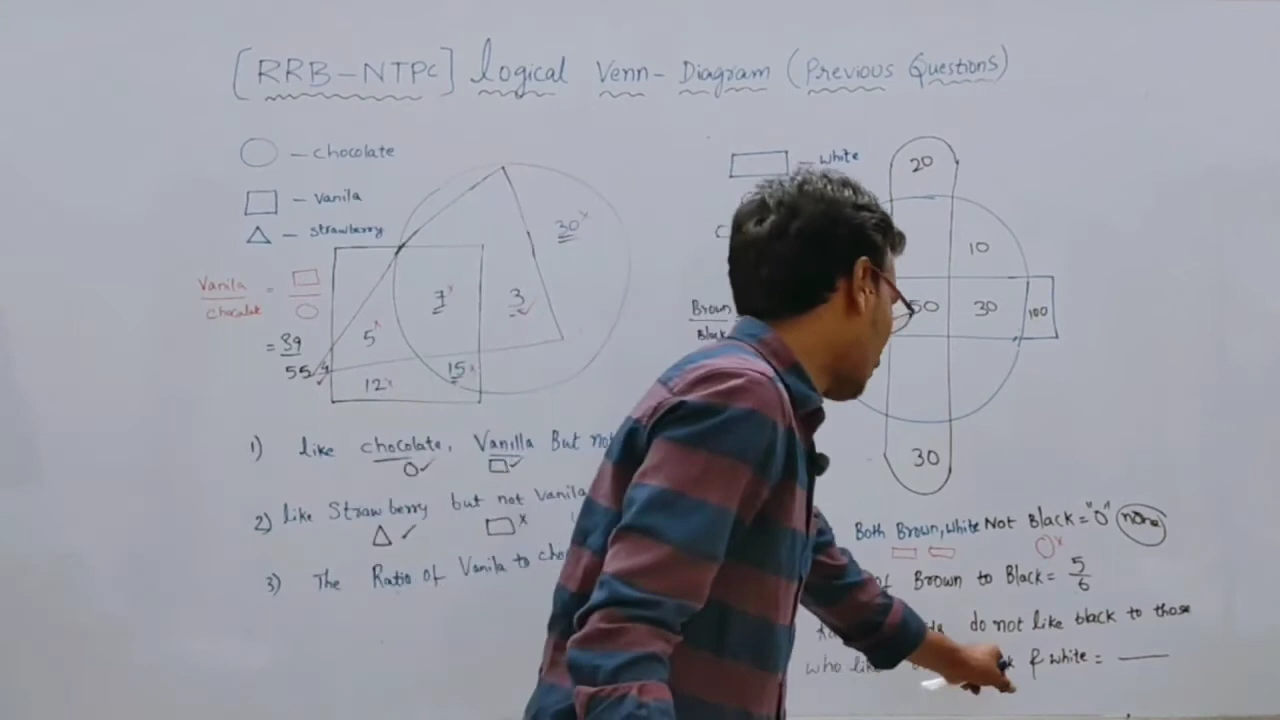 [RRB-NTPC] logical Venn-Diagram (Previous Questions)
– chocolate
– Vanila
– strawberry
Vanila
chocolat
=
= 39
55
30
7
3
5
12
15
1) like chocolate, Vanilla But not
2) like Strawberry but not Vanila
3) The Ratio of Vanila to cho
– white
20
10
50
30
100
30
Brown
Black
Both Brown, white Not Black = "0" none
of Brown to Black = 5
6
do not like black to those
who like & white =